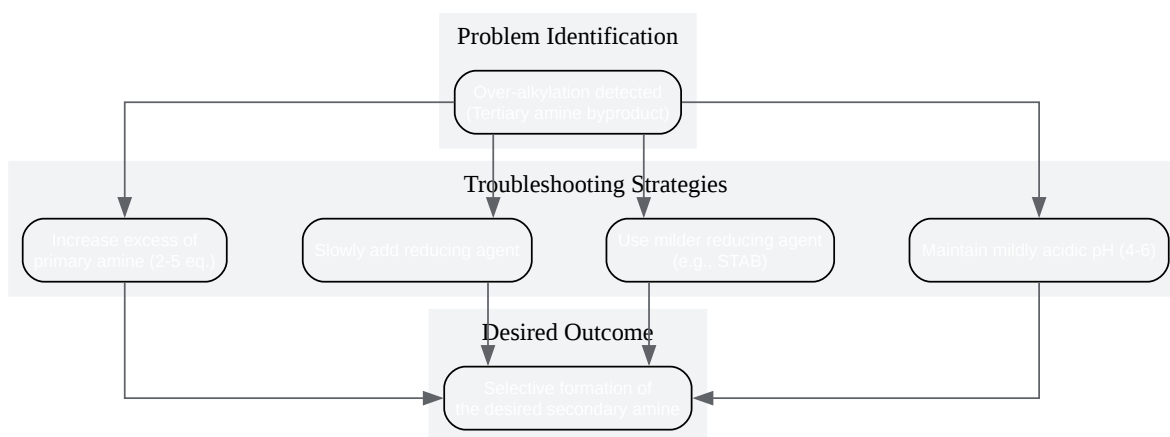 Problem Identification
Over-alkylation detected
(Tertiary amine byproduct)
Troubleshooting Strategies
Increase excess of
primary amine (2-5 eq.)
Slowly add reducing agent
Use milder reducing agent
(e.g., STAB)
Maintain mildly acidic pH (4-6)
Desired Outcome
Selective formation of
the desired secondary amine